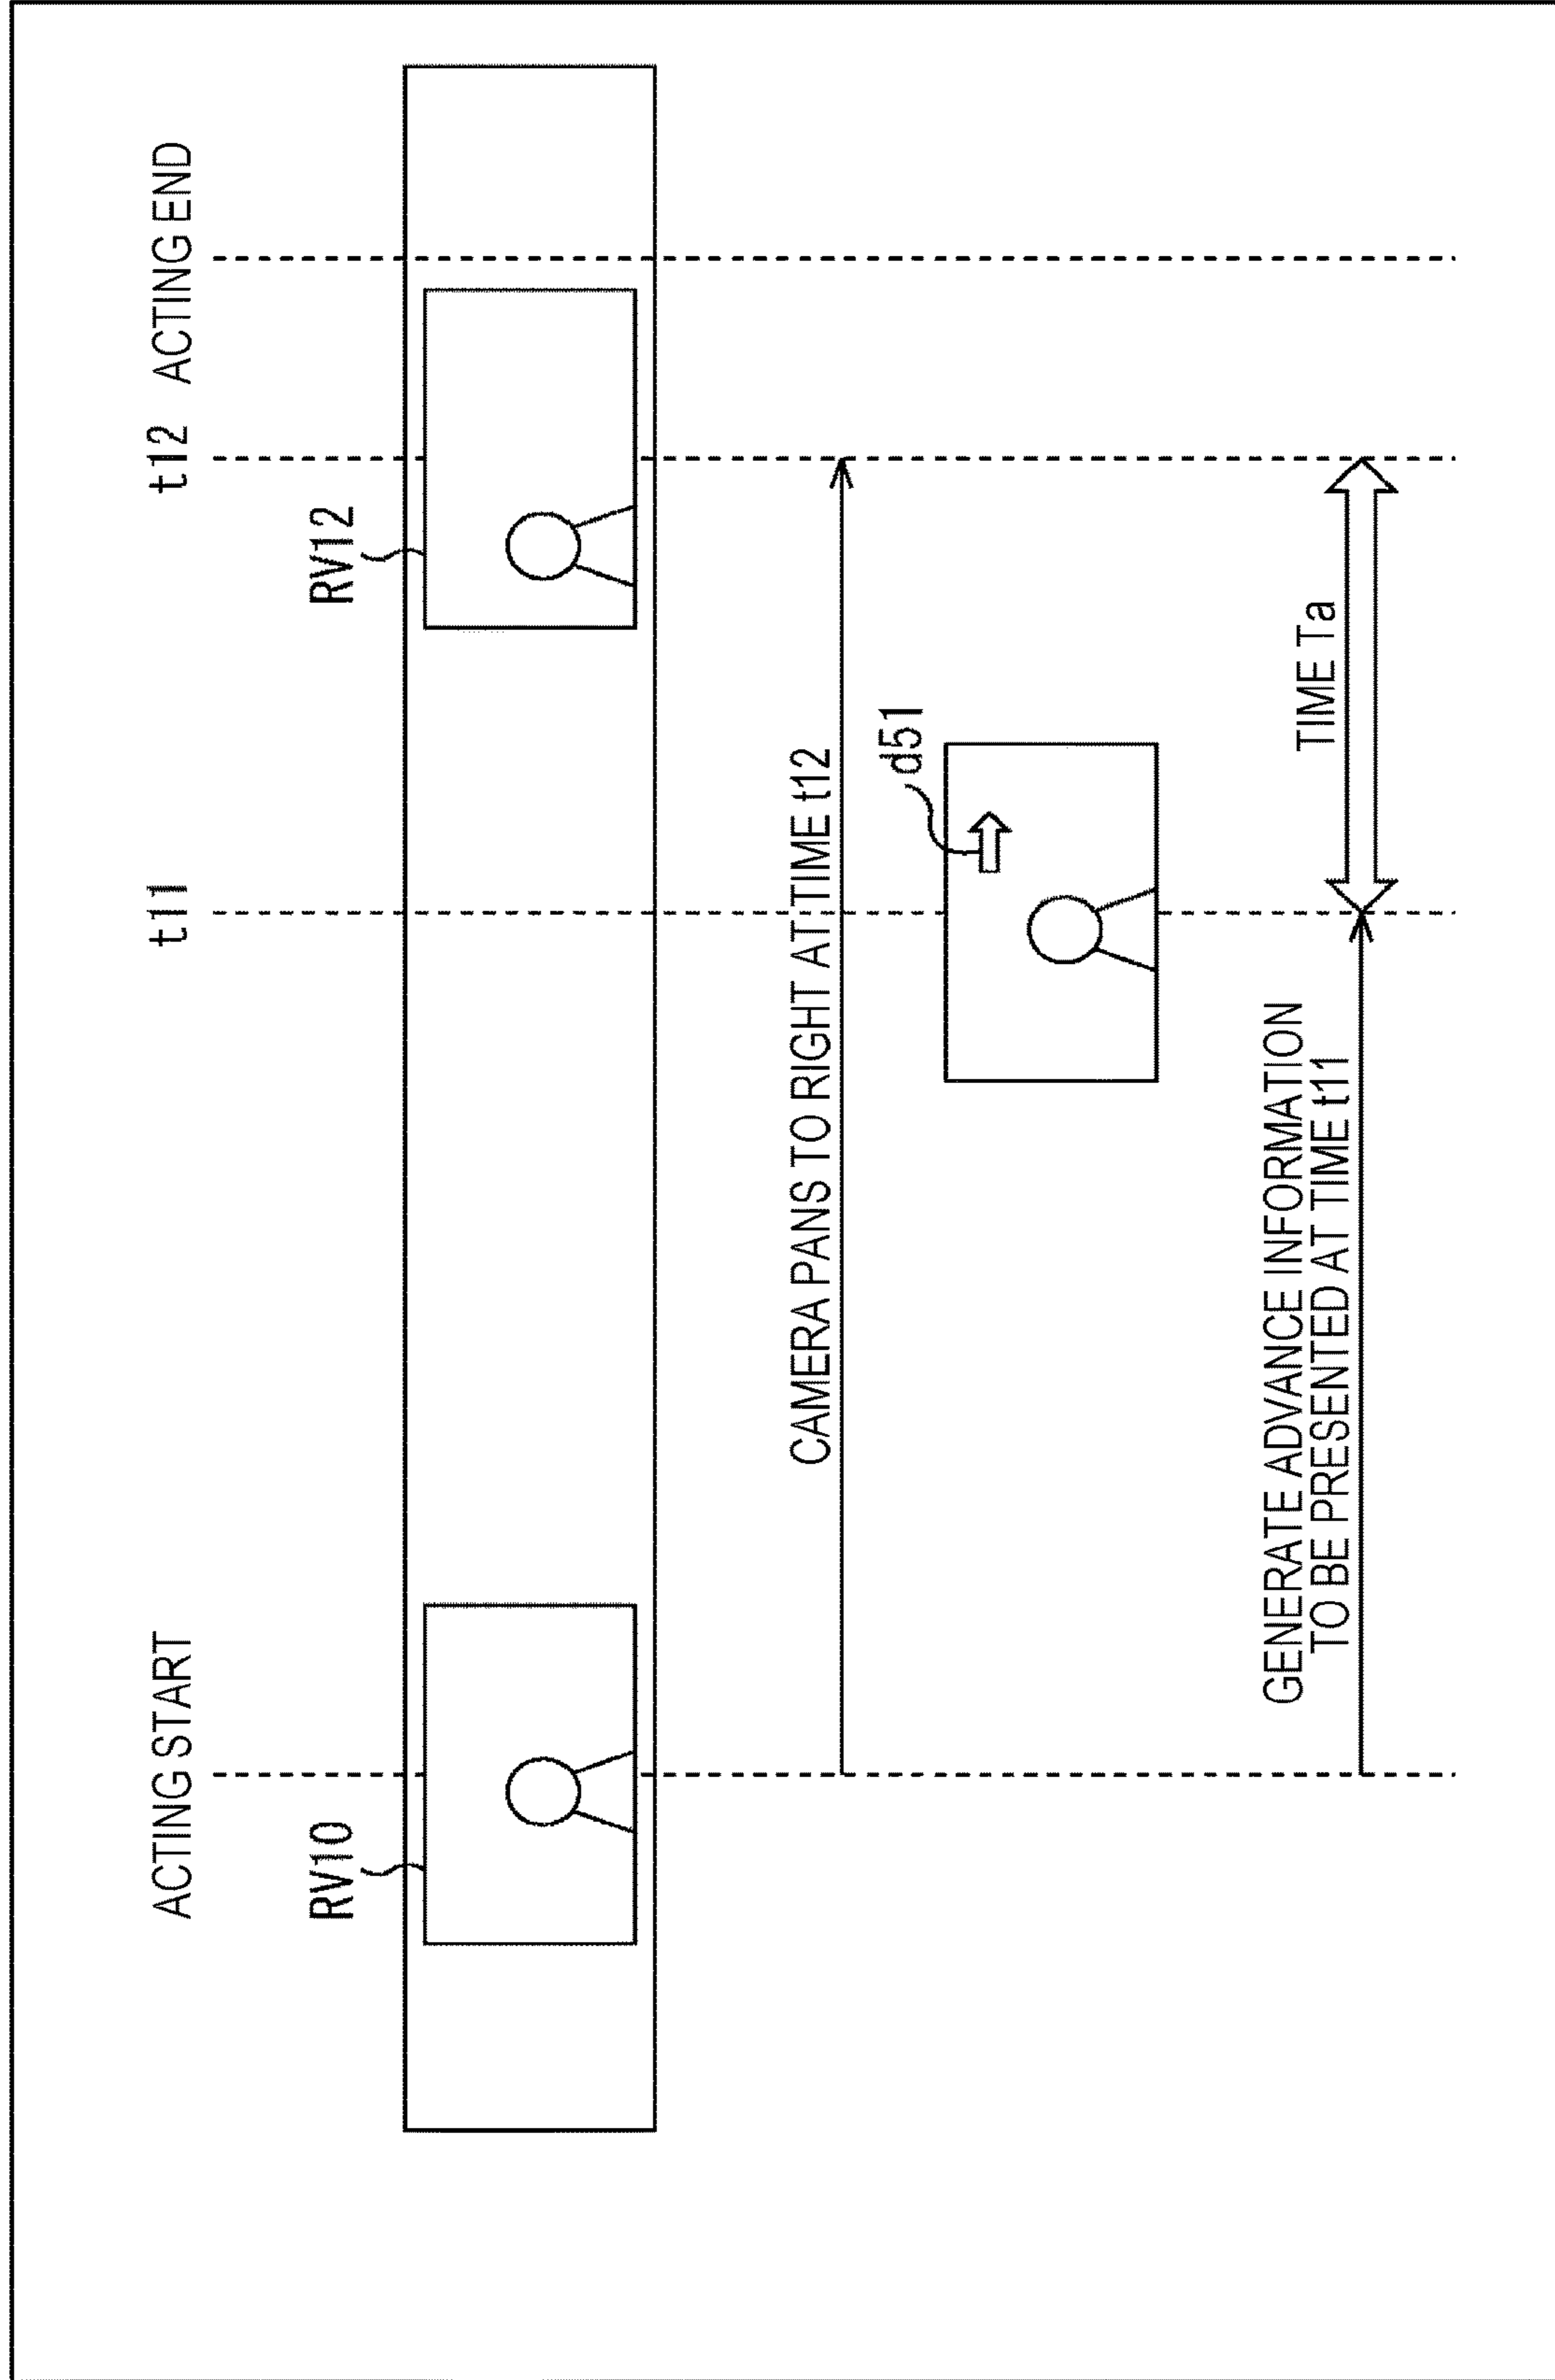 ACTING START
t11
t12
ACTING END
RV10
RV12
CAMERA PANS TO RIGHT AT TIME t12
d51
GENERATE ADVANCE INFORMATION
TO BE PRESENTED AT TIME t11
TIME Ta